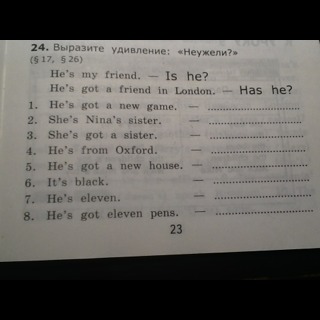 24. Выразите удивление: «Неужели?»
(§ 17, § 26)
He's my friend. — Is he?
He's got a friend in London. — Has he?
1. He's got a new game. — ..............................
2. She's Nina's sister. — ..............................
3. She's got a sister. — ..............................
4. He's from Oxford. — ..............................
5. He's got a new house. — ..............................
6. It's black. — ..............................
7. He's eleven. — ..............................
8. He's got eleven pens. — ..............................
23